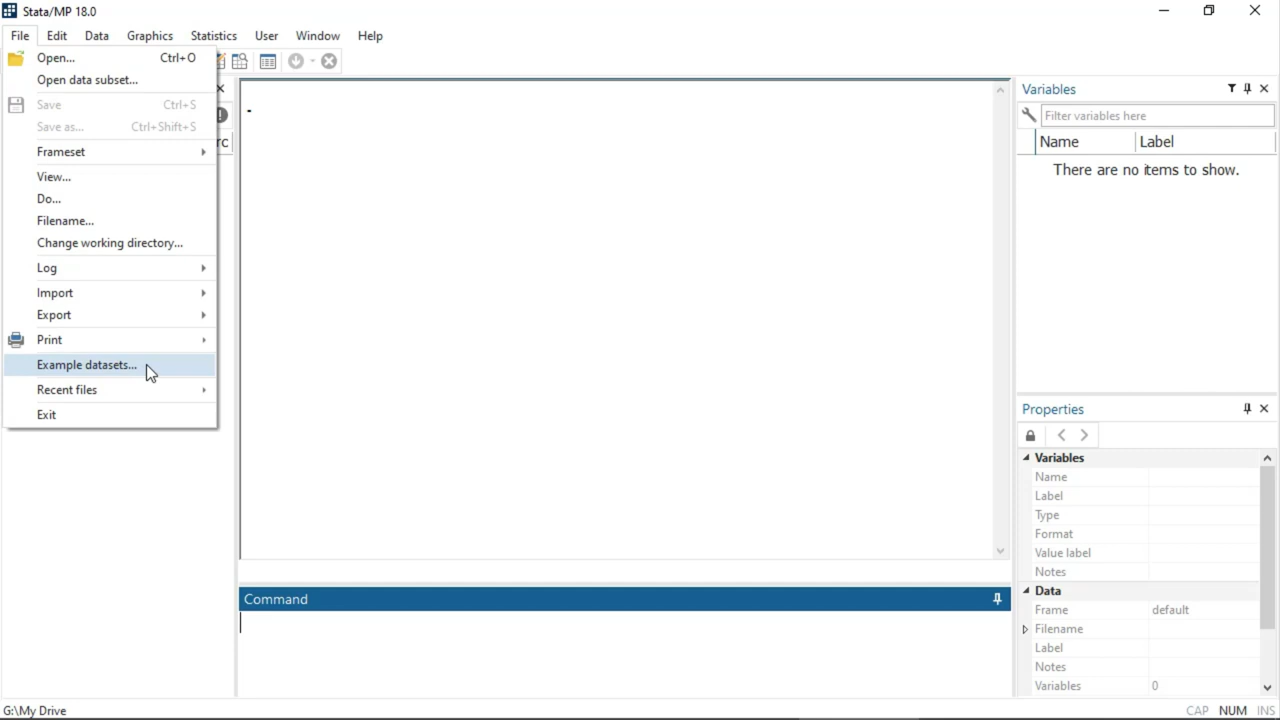 Stata/MP 18.0
File Edit Data Graphics Statistics User Window Help
Open... Ctrl+O
Open data subset...
Save Ctrl+S
Save as... Ctrl+Shift+S
Frameset
View...
Do...
Filename...
Change working directory...
Log
Import
Export
Print
Example datasets...
Recent files
Exit
rc
.
Command
Variables
Filter variables here
Name Label
There are no items to show.
Properties
Variables
Name
Label
Type
Format
Value label
Notes
Data
Frame default
Filename
Label
Notes
Variables 0
G:\My Drive
CAP NUM INS